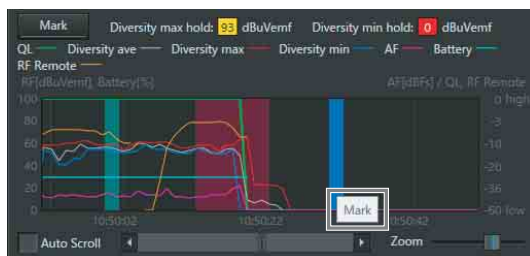 Mark Diversity max hold: 93 dBuVemf Diversity min hold: 0 dBuVemf
QL Diversity ave Diversity max Diversity min AF Battery
RF Remote
RF[dBuVemf], Battery[%] AF[dBFs] / QL, RF Remote
100 0 high
80 -3
60 -10
40 -20
20 -36
0 -60 low
10:50:02 10:50:22 10:50:42
Mark
Auto Scroll Zoom